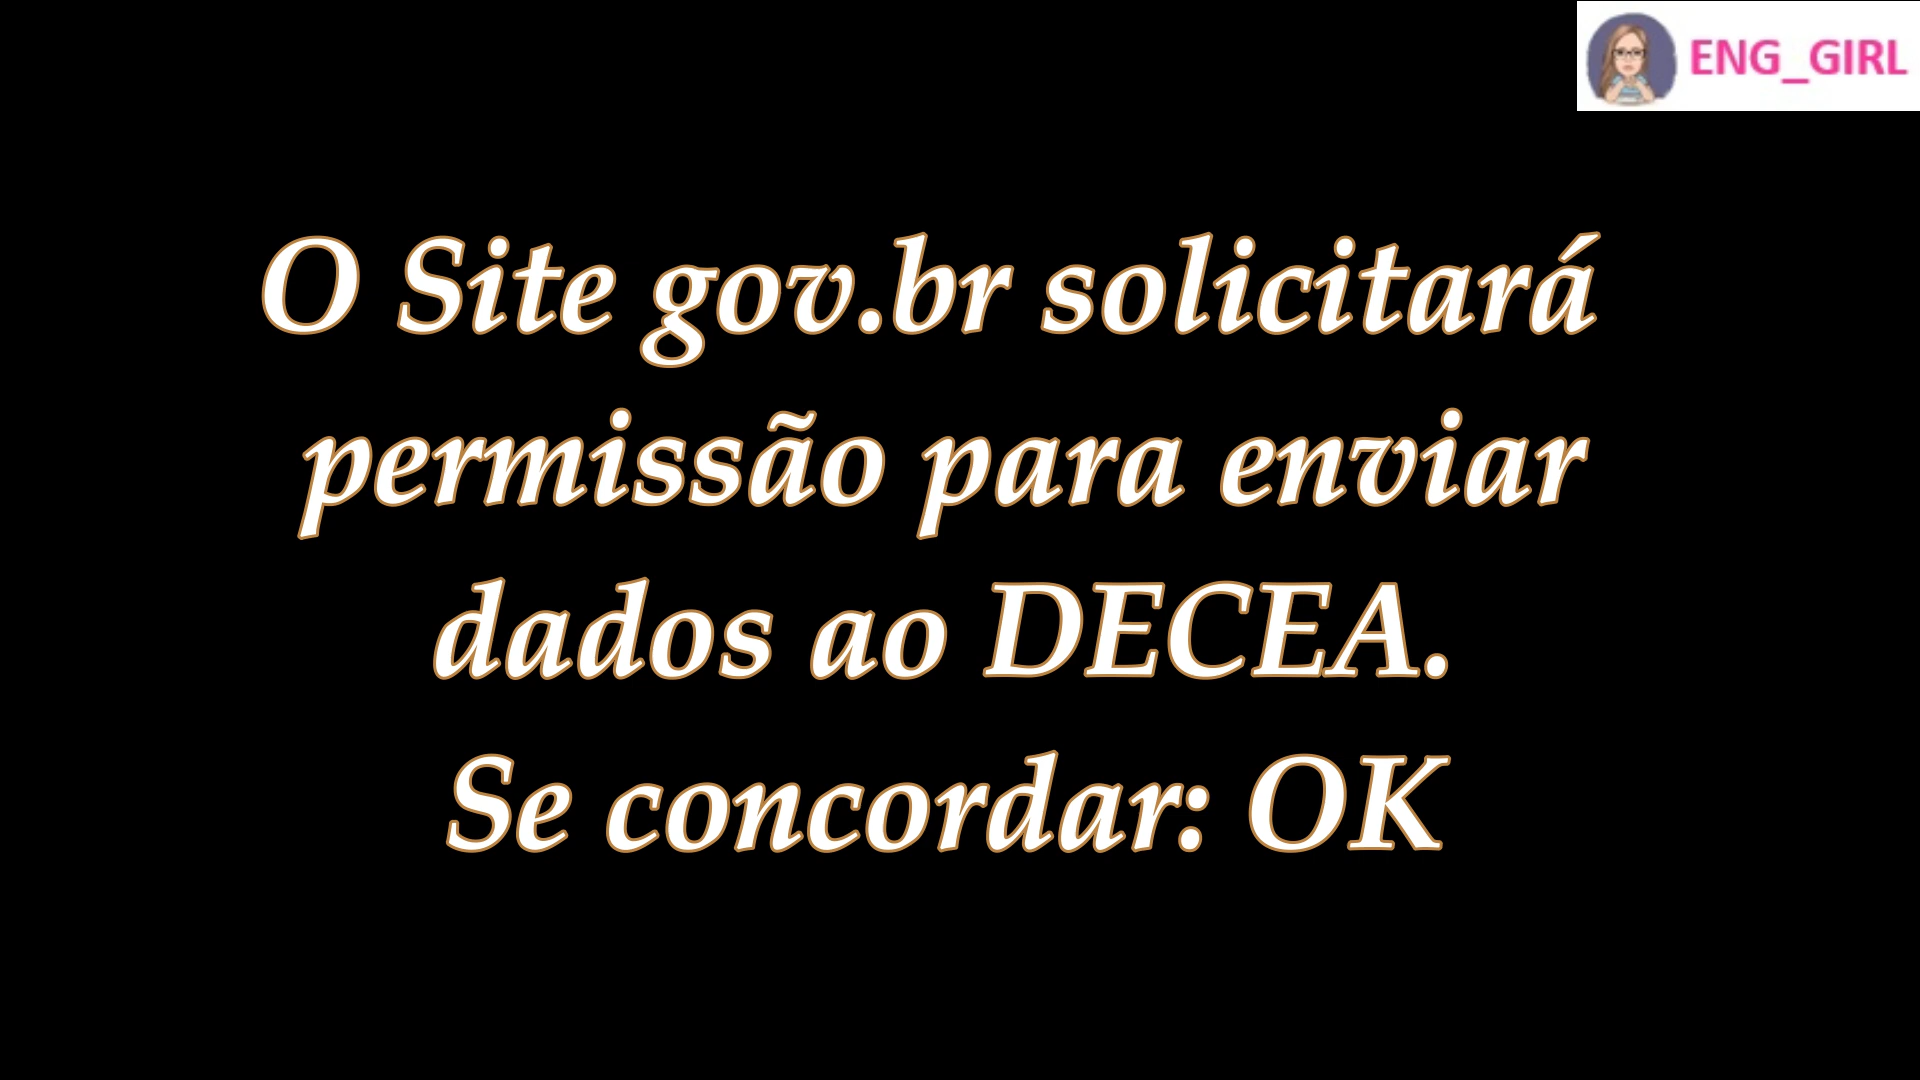 ENG_GIRL
O Site gov.br solicitará
permissão para enviar
dados ao DECEA.
Se concordar: OK